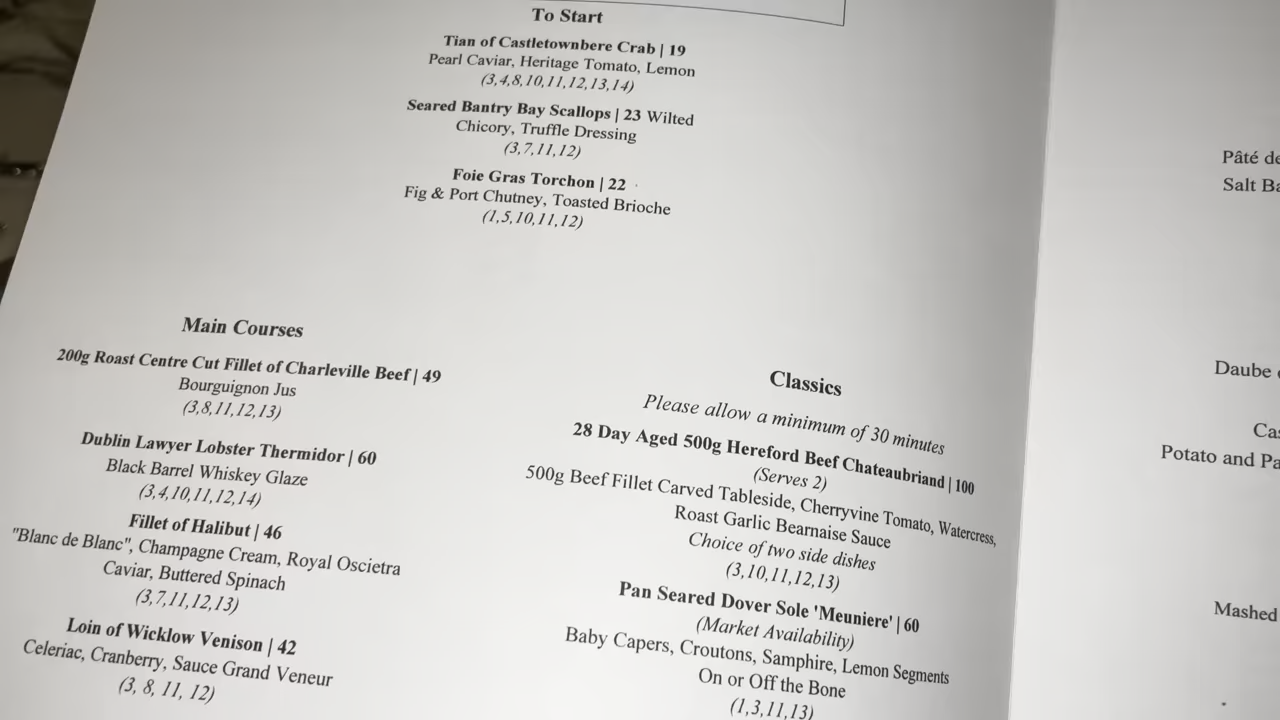 To Start
Tian of Castletownbere Crab | 19
Pearl Caviar, Heritage Tomato, Lemon
(3,4,8,10,11,12,13,14)
Seared Bantry Bay Scallops | 23 Wilted
Chicory, Truffle Dressing
(3,7,11,12)
Foie Gras Torchon | 22
Fig & Port Chutney, Toasted Brioche
(1,5,10,11,12)
Main Courses
200g Roast Centre Cut Fillet of Charleville Beef | 49
Bourguignon Jus
(3,8,11,12,13)
Dublin Lawyer Lobster Thermidor | 60
Black Barrel Whiskey Glaze
(3,4,10,11,12,14)
Fillet of Halibut | 46
"Blanc de Blanc", Champagne Cream, Royal Oscietra
Caviar, Buttered Spinach
(3,7,11,12,13)
Loin of Wicklow Venison | 42
Celeriac, Cranberry, Sauce Grand Veneur
(3, 8, 11, 12)
Classics
Please allow a minimum of 30 minutes
28 Day Aged 500g Hereford Beef Chateaubriand | 100
(Serves 2)
500g Beef Fillet Carved Tableside, Cherryvine Tomato, Watercress,
Roast Garlic Bearnaise Sauce
Choice of two side dishes
(3,10,11,12,13)
Pan Seared Dover Sole 'Meuniere' | 60
(Market Availability)
Baby Capers, Croutons, Samphire, Lemon Segments
On or Off the Bone
(1,3,11,13)
Pâté de
Salt Ba
Daube
Cas
Potato and Pa
Mashed